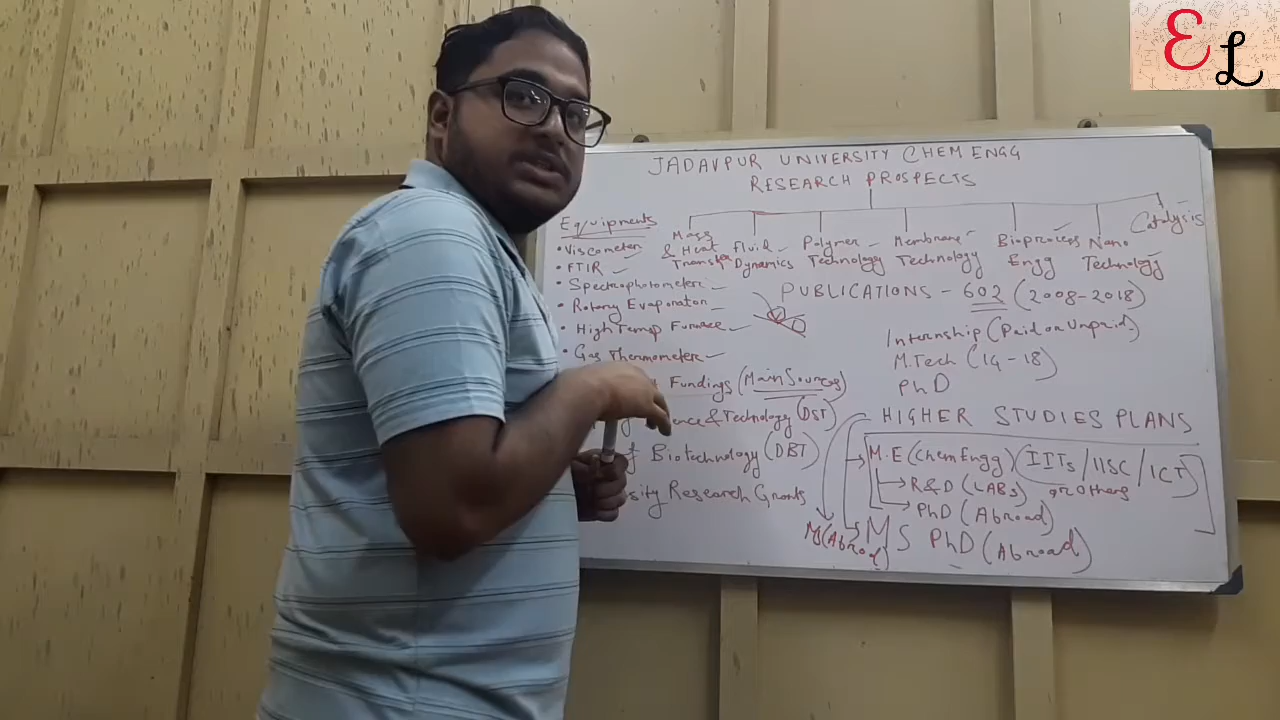 EL
JADAVPUR UNIVERSITY CHEM ENGG
RESEARCH PROSPECTS
Equipments
• Viscometer
• FTIR
• Spectrophotometer
• Rotary Evaporator
• High Temp Furnace
• Gas Thermometer
Mass
& Heat
Transfer
Fluid
Dynamics
Polymer
Technology
Membrane
Technology
Bioprocess
Engg
Nano
Technology
Catalysis
PUBLICATIONS - 602 (2008-2018)
Internship (Paid or Unpaid)
M.Tech (14-18)
PhD
Fundings (Main Sources)
& Technology (DST)
Biotechnology (DBT)
Research Grants
HIGHER STUDIES PLANS
M.E (Chem Engg) (IITs / IISC / ICT)
or Others
R&D (LABs)
PhD (Abroad)
MS (Abroad)
MS PhD (Abroad)